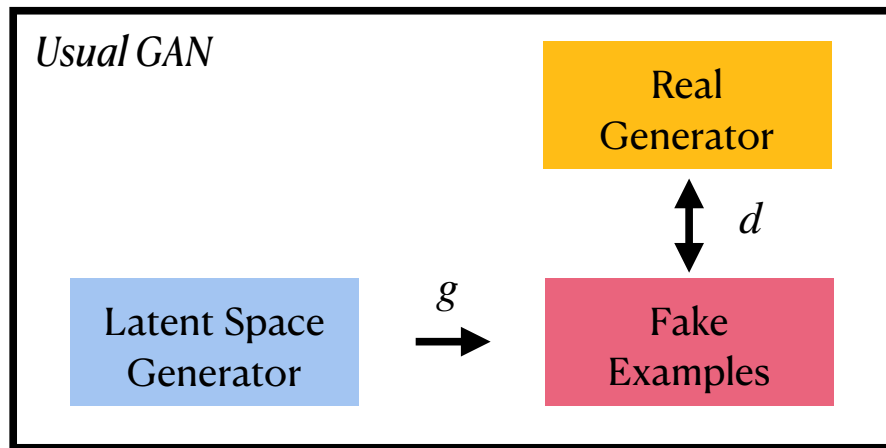 Usual GAN
Real
Generator
d
g
Latent Space
Generator
Fake
Examples